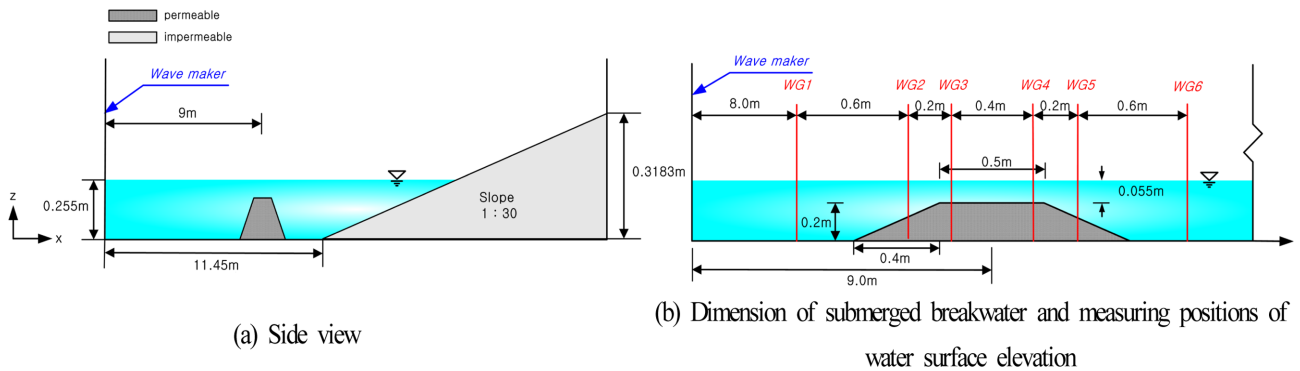 permeable
impermeable
Wave maker
9m
0.255m
z
x
11.45m
Slope
1 : 30
0.3183m
(a) Side view
Wave maker
WG1
WG2
WG3
WG4
WG5
WG6
8.0m
0.6m
0.2m
0.4m
0.2m
0.6m
0.5m
0.055m
0.2m
0.4m
9.0m
(b) Dimension of submerged breakwater and measuring positions of
water surface elevation